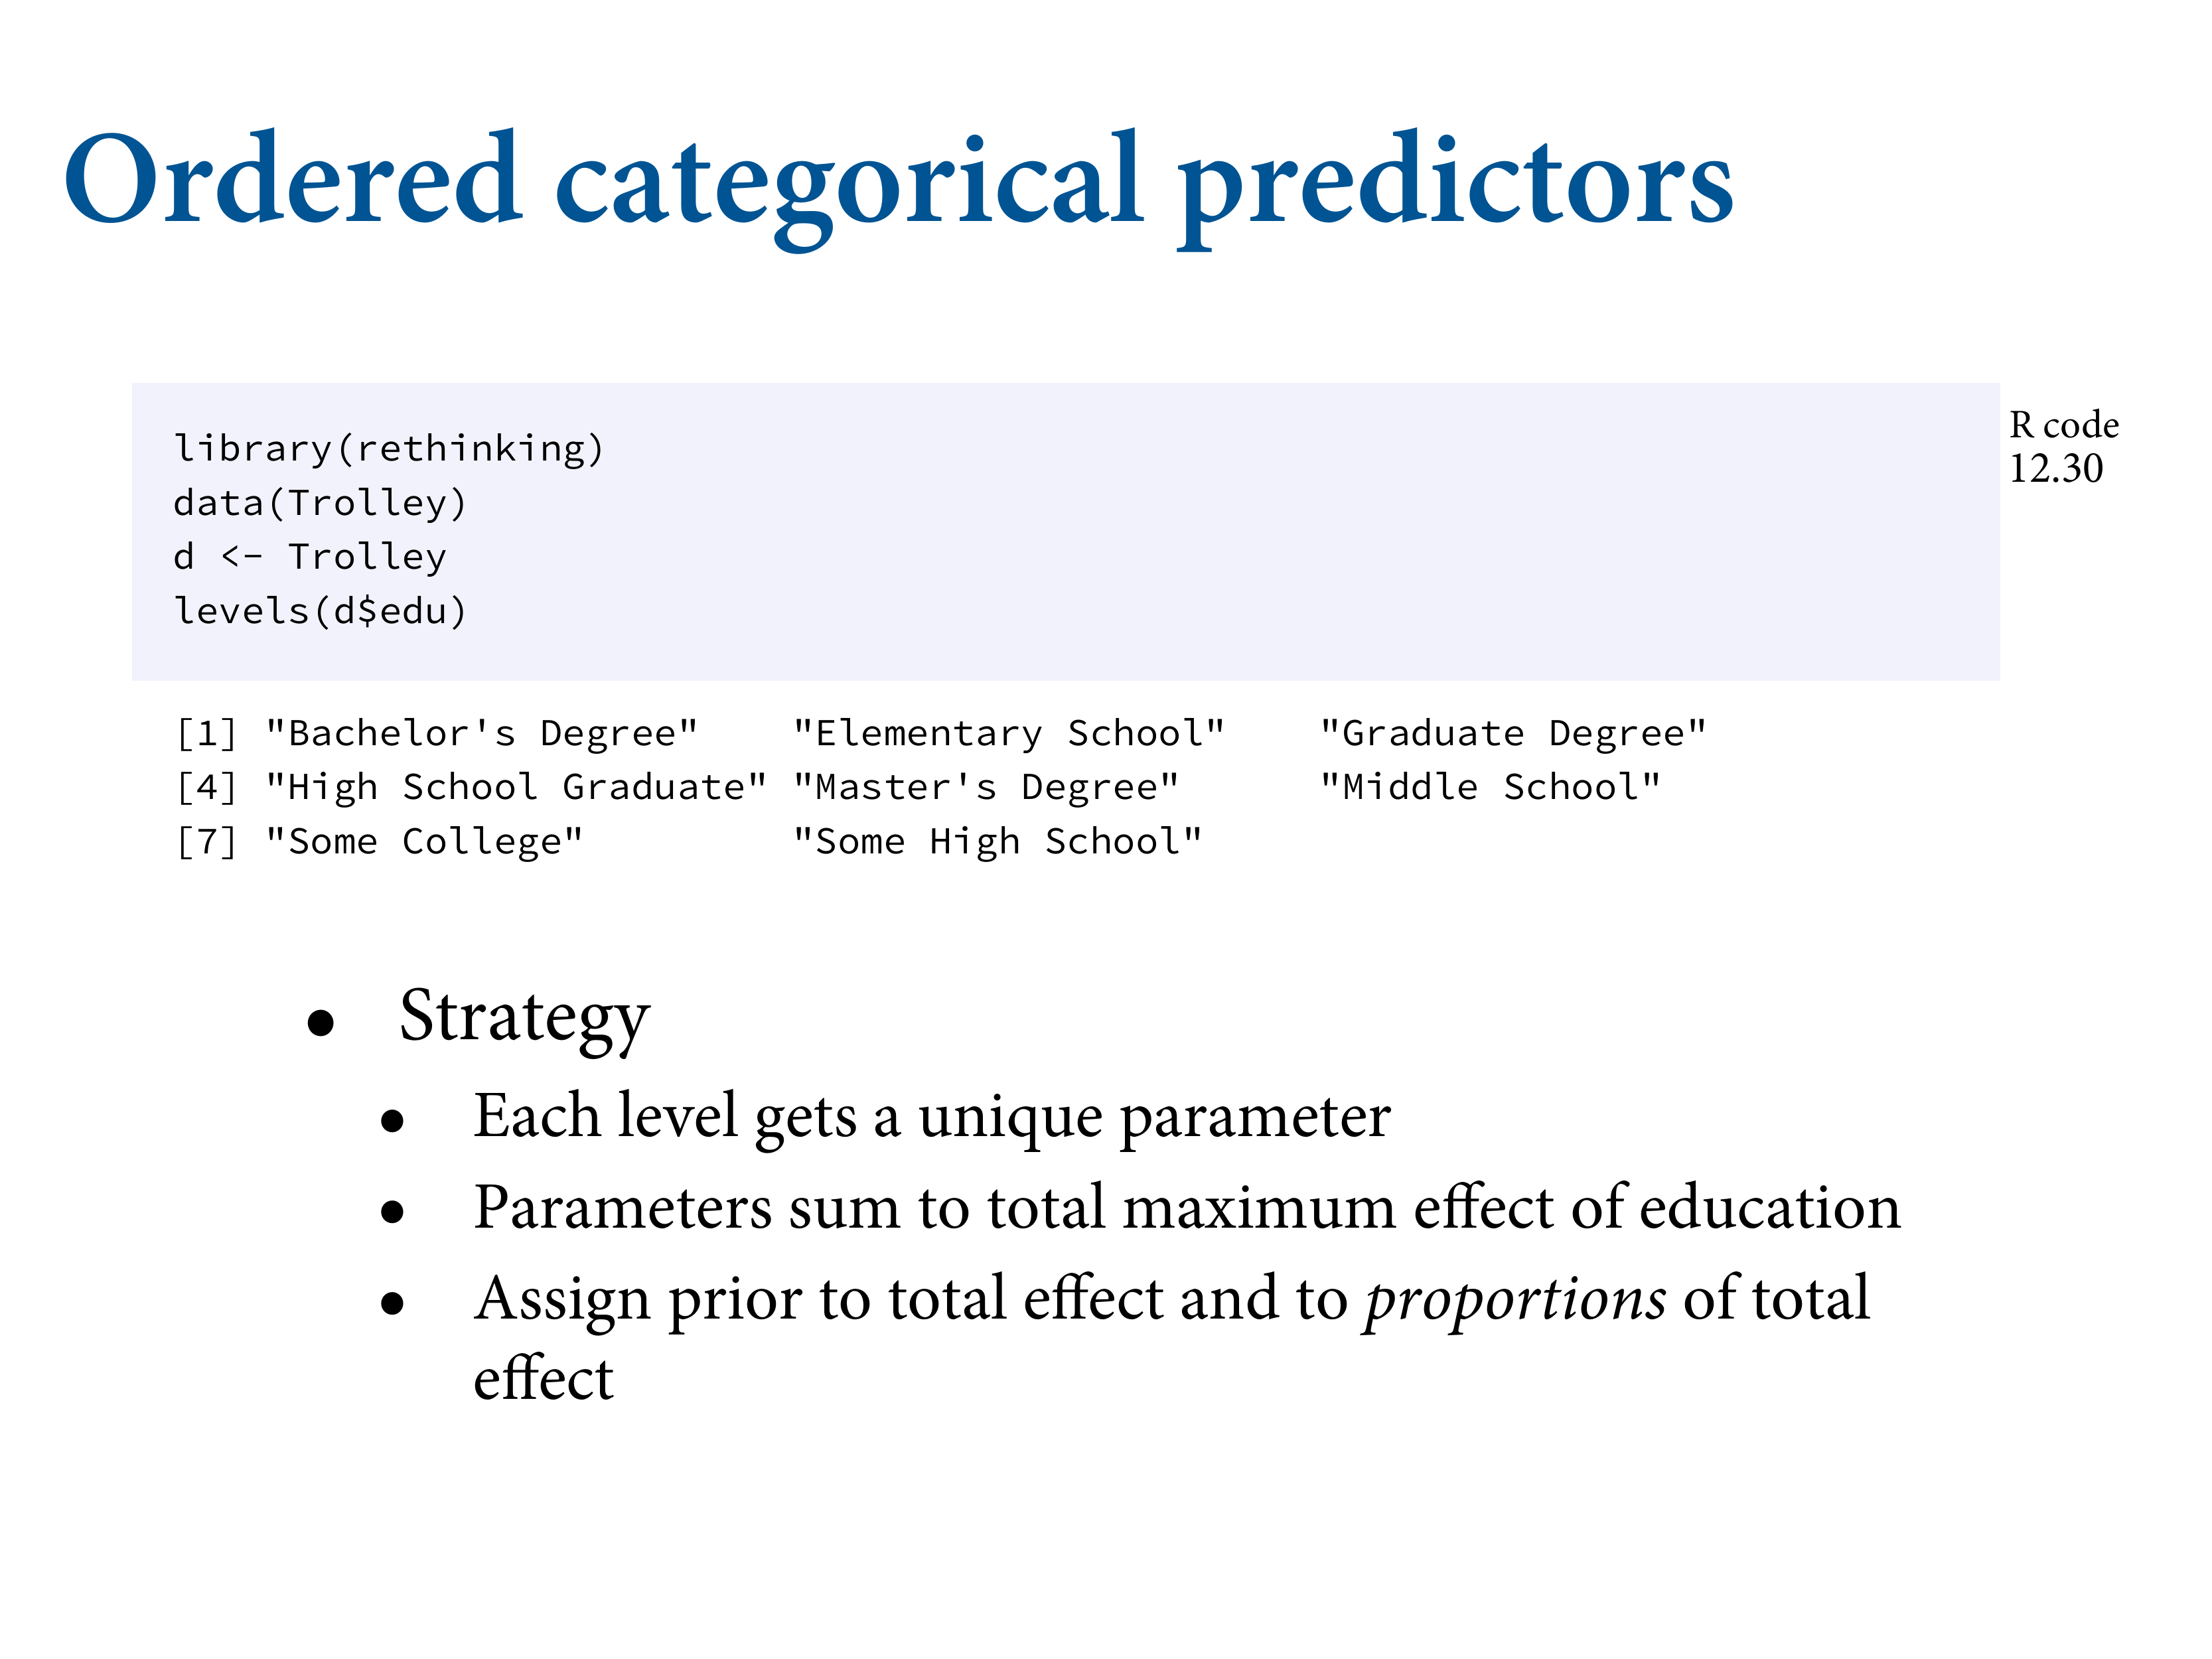 Ordered categorical predictors
library(rethinking)
data(Trolley)
d <- Trolley
levels(d$edu)
R code
12.30
[1] "Bachelor's Degree"    "Elementary School"    "Graduate Degree"
[4] "High School Graduate" "Master's Degree"      "Middle School"
[7] "Some College"         "Some High School"
• Strategy
• Each level gets a unique parameter
• Parameters sum to total maximum effect of education
• Assign prior to total effect and to proportions of total
effect